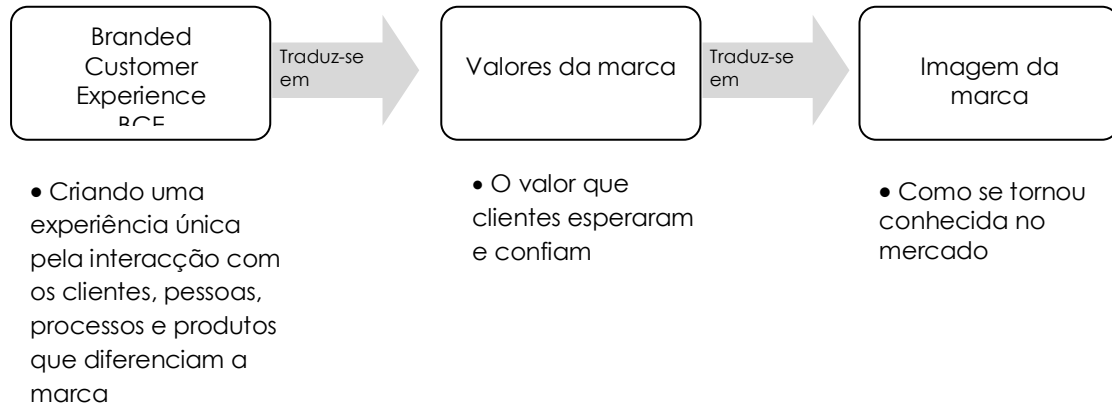 Branded
Customer
Experience
BCE
Traduz-se
em
Valores da marca
Traduz-se
em
Imagem da
marca
• Criando uma
experiência única
pela interacção com
os clientes, pessoas,
processos e produtos
que diferenciam a
marca
• O valor que
clientes esperaram
e confiam
• Como se tornou
conhecida no
mercado